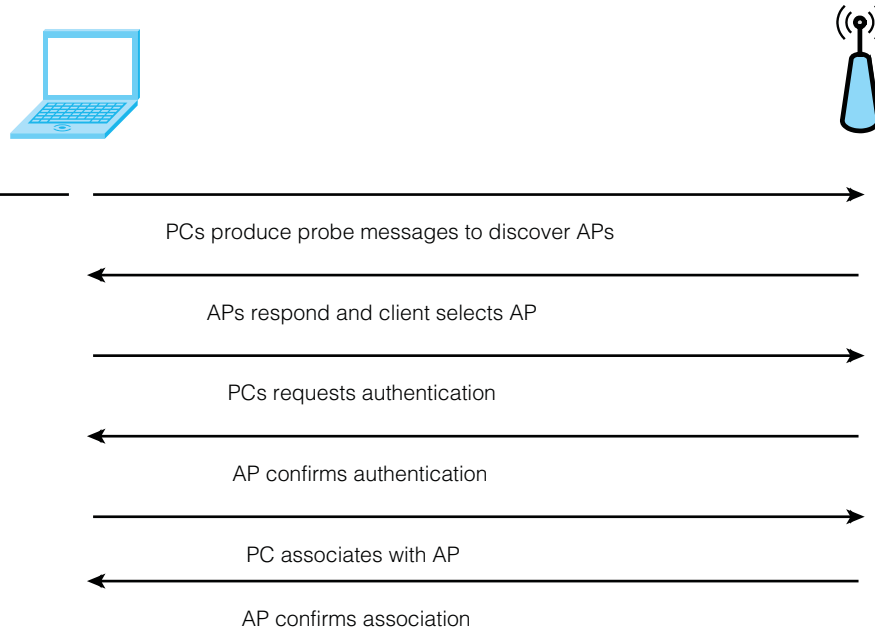 PCs produce probe messages to discover APs
APs respond and client selects AP
PCs requests authentication
AP confirms authentication
PC associates with AP
AP confirms association